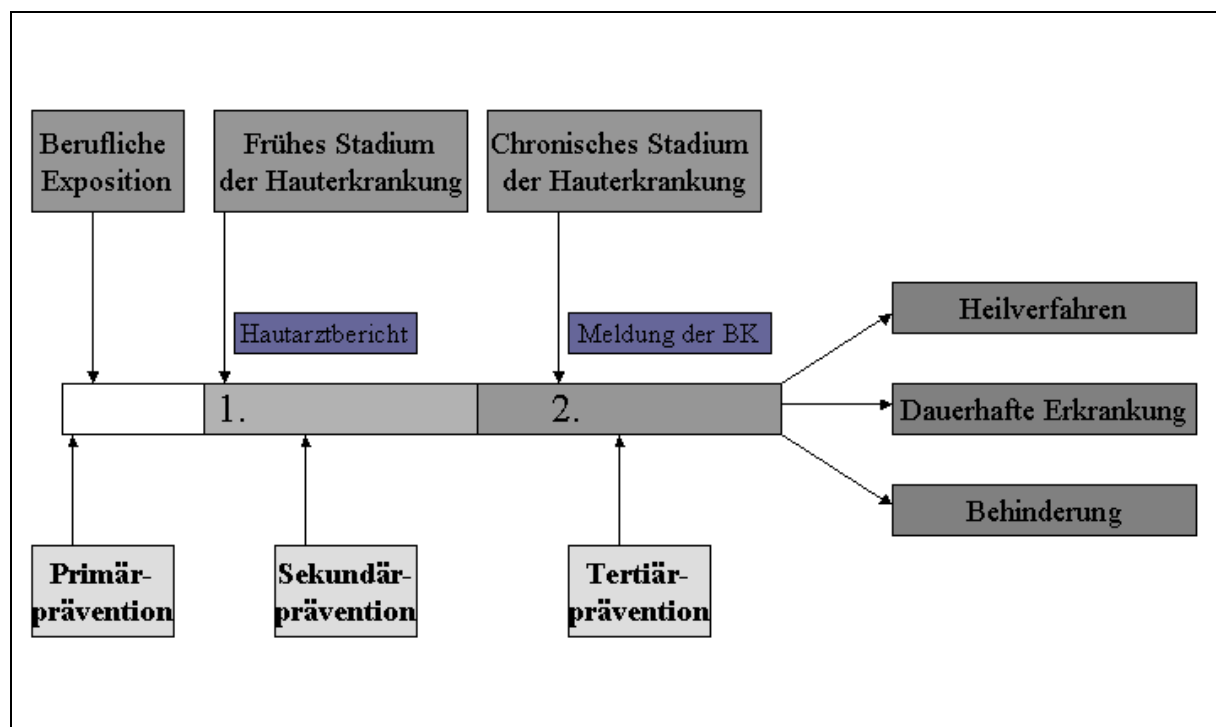 Berufliche
Exposition
Frühes Stadium
der Hauterkrankung
Chronisches Stadium
der Hauterkrankung
Hautarztbericht
Meldung der BK
Heilverfahren
1.
2.
Dauerhafte Erkrankung
Behinderung
Primär-
prävention
Sekundär-
prävention
Tertiär-
prävention